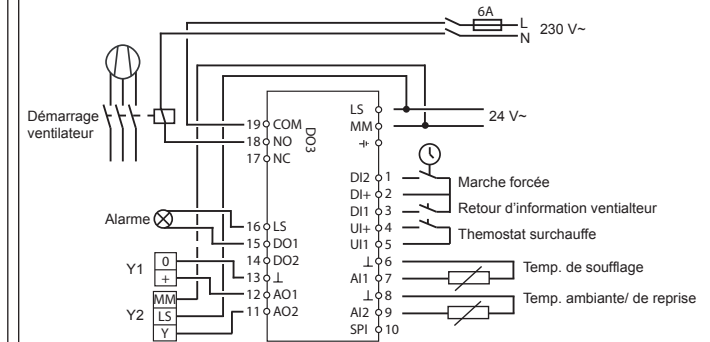 6A
L
N
230 V~
Démarrage
ventilateur
19 COM
18 NO
17 NC
DO3
LS
MM
24 V~
DI2 1
DI+ 2
DI1 3
UI+ 4
UI1 5
Marche forcée
Retour d'information ventialteur
Themostat surchauffe
Alarme
16 LS
15 DO1
14 DO2
13 ⊥
12 AO1
11 AO2
⊥ 6
AI1 7
⊥ 8
AI2 9
SPI 10
Temp. de soufflage
Temp. ambiante/ de reprise
Y1
0
+
Y2
MM
LS
Y